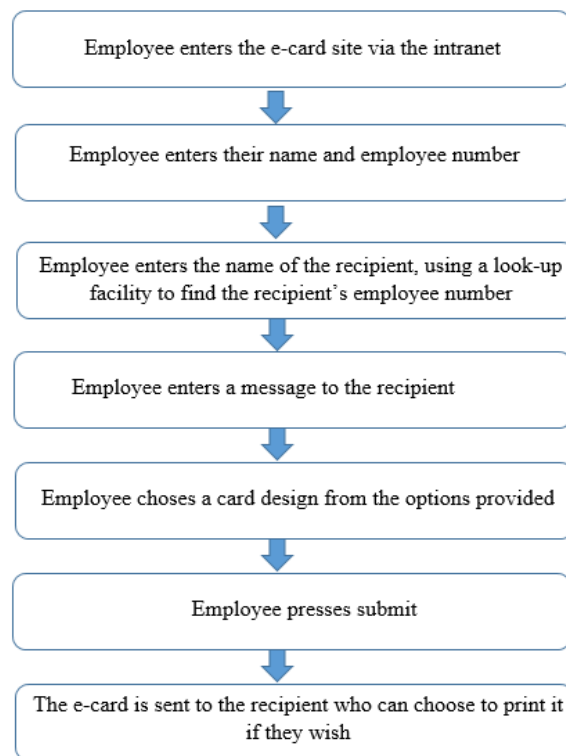 Employee enters the e-card site via the intranet
Employee enters their name and employee number
Employee enters the name of the recipient, using a look-up
facility to find the recipient’s employee number
Employee enters a message to the recipient
Employee choses a card design from the options provided
Employee presses submit
The e-card is sent to the recipient who can choose to print it
if they wish